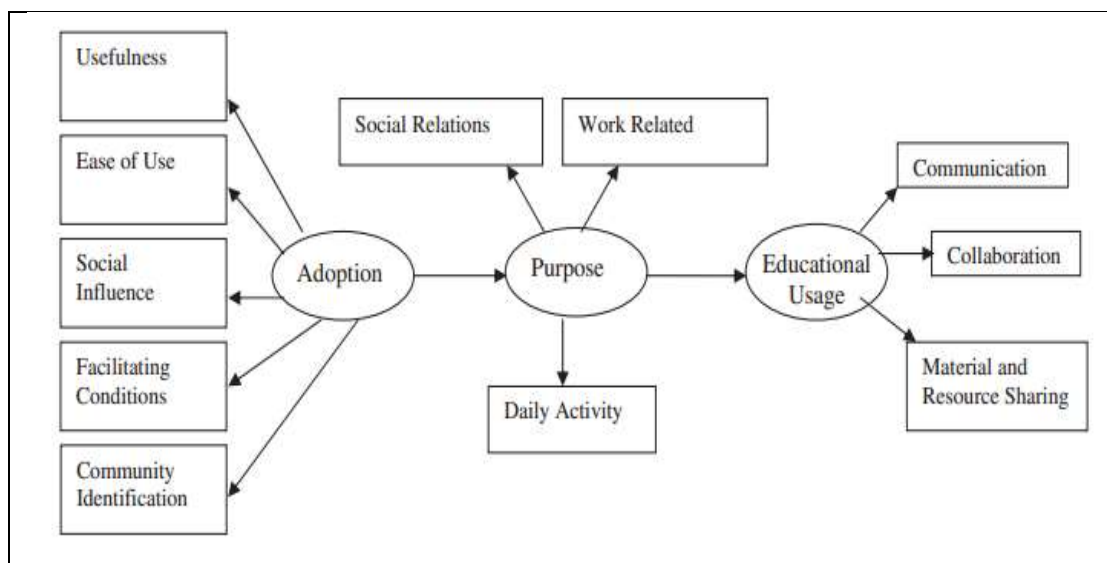 Usefulness
Ease of Use
Social
Influence
Facilitating
Conditions
Community
Identification
Adoption
Social Relations
Work Related
Purpose
Daily Activity
Educational
Usage
Communication
Collaboration
Material and
Resource Sharing